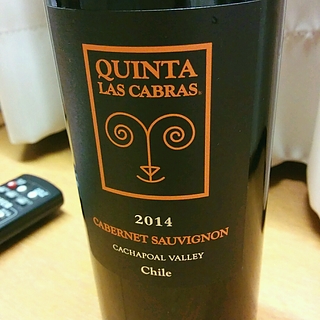 QUINTA
LAS CABRAS®
2014
CABERNET SAUVIGNON
CACHAPOAL VALLEY
Chile